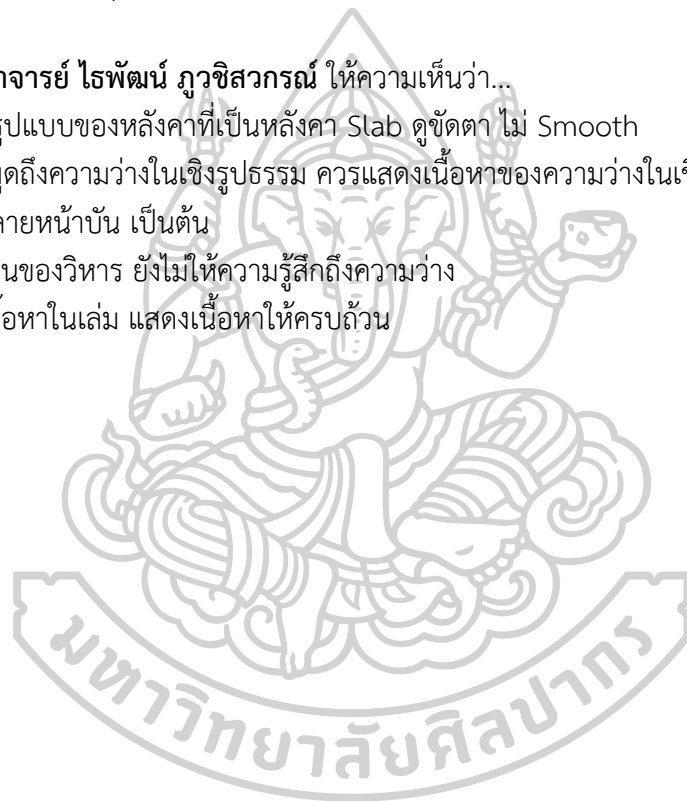 าจารย์ ไธพัฒน์ ภูวชิสวกรณ์ ให้ความเห็นว่า...
รูปแบบของหลังคาที่เป็นหลังคา Slab ดูขัดตา ไม่ Smooth
พูดถึงความว่างในเชิงรูปธรรม ควรแสดงเนื้อหาของความว่างในเชิ
ลายหน้าบัน เป็นต้น
นของวิหาร ยังไม่ให้ความรู้สึกถึงความว่าง
้อหาในเล่ม แสดงเนื้อหาให้ครบถ้วน
มหาวิทยาลัยศิลปากร